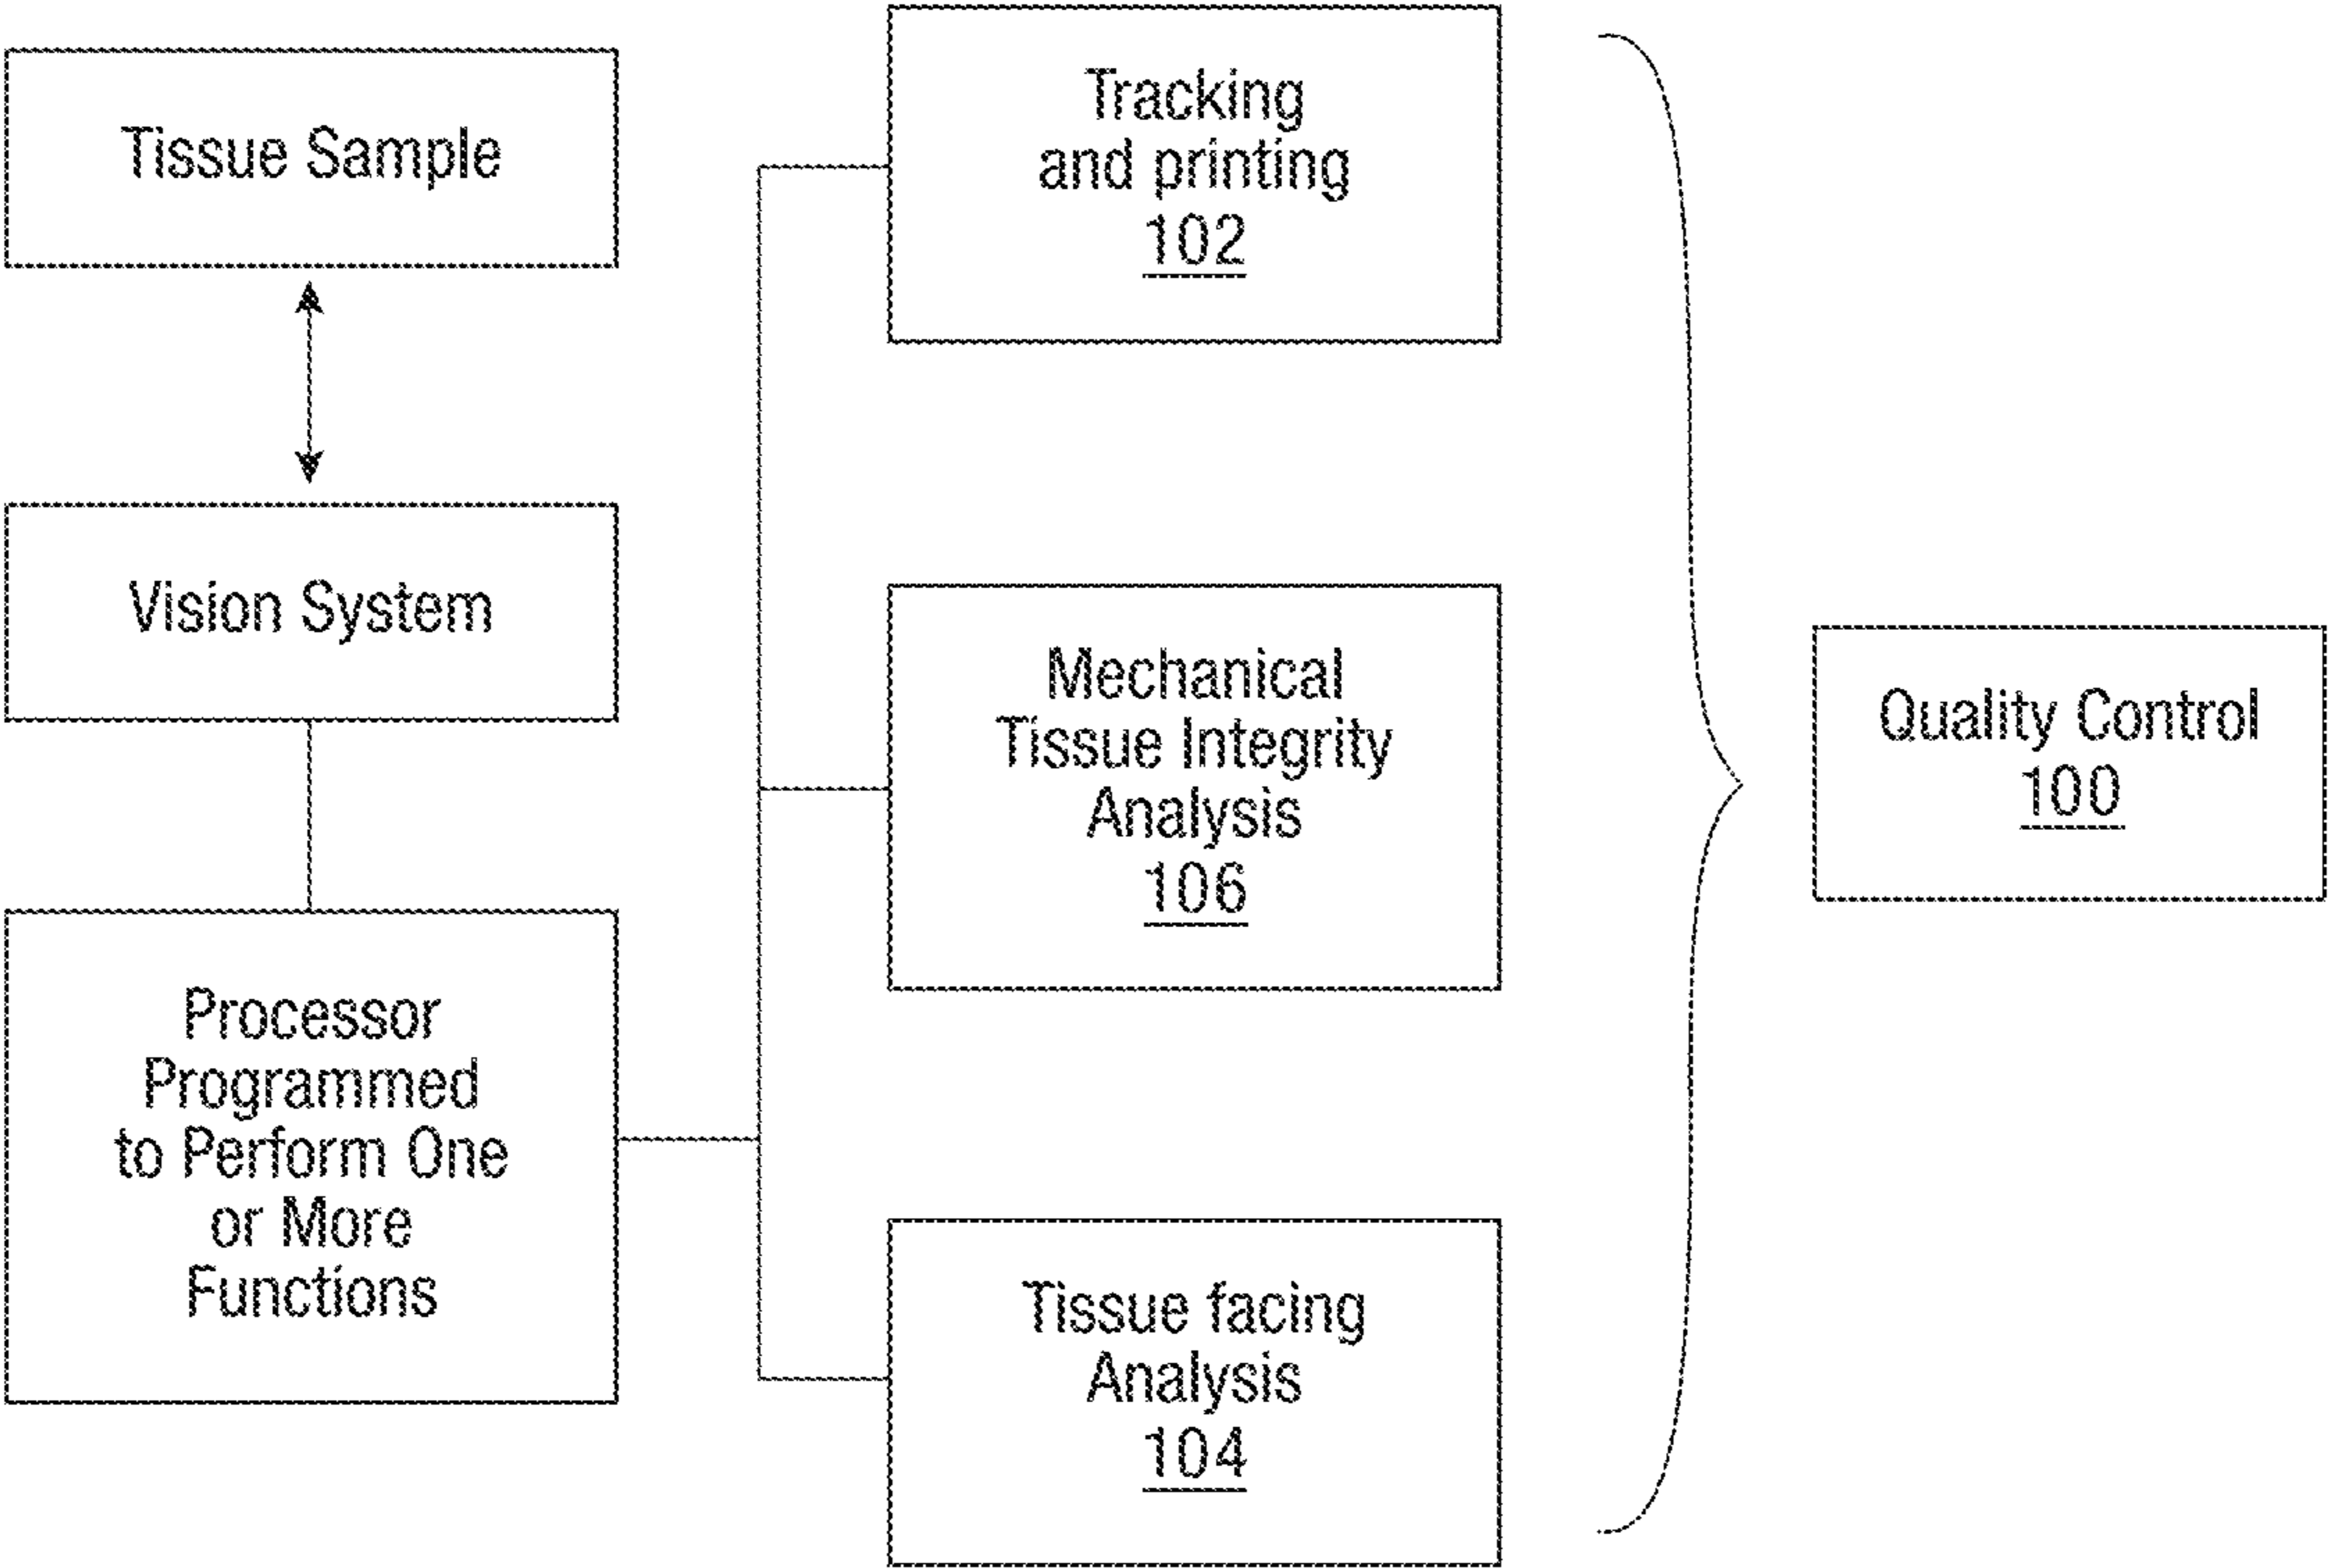 Tissue Sample
Vision System
Processor
Programmed
to Perform One
or More
Functions
Tracking
and printing
102
Mechanical
Tissue Integrity
Analysis
106
Tissue facing
Analysis
104
Quality Control
100